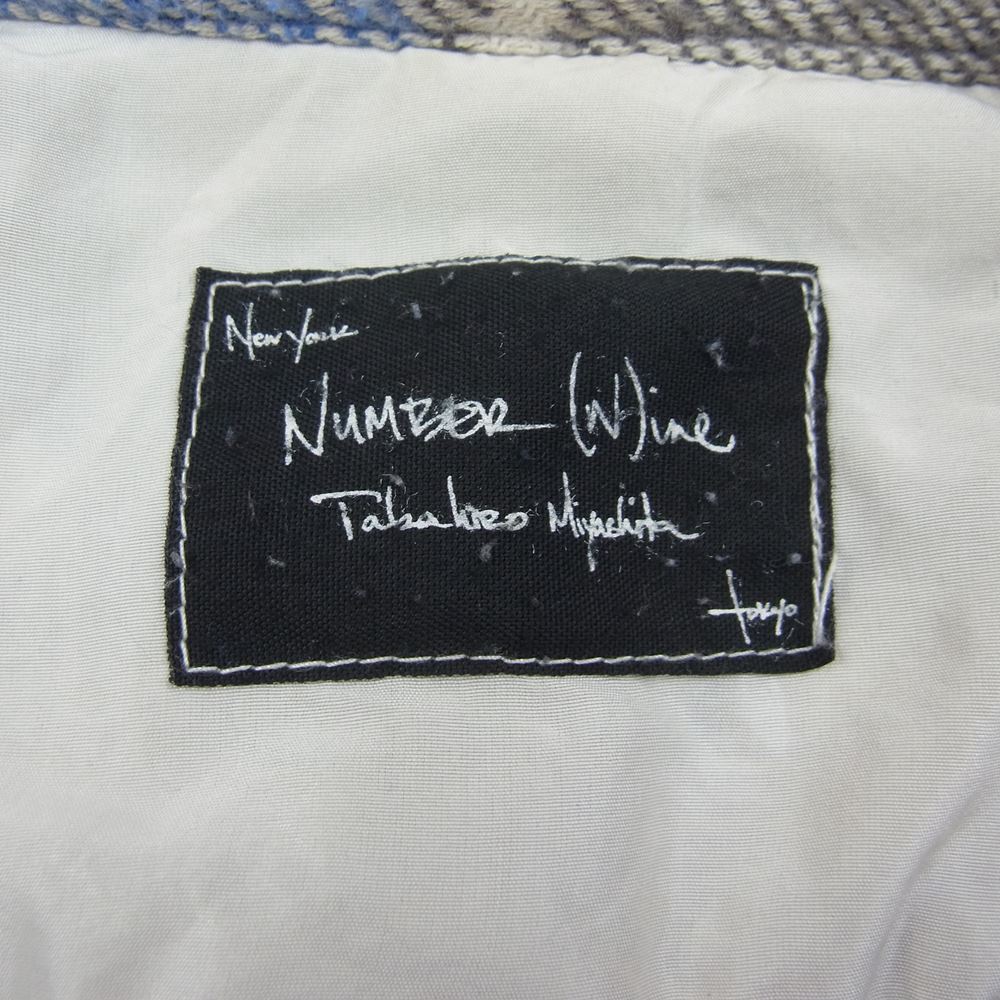 New York
NUMBER (N)ine
Takahiro Miyashita
tokyo